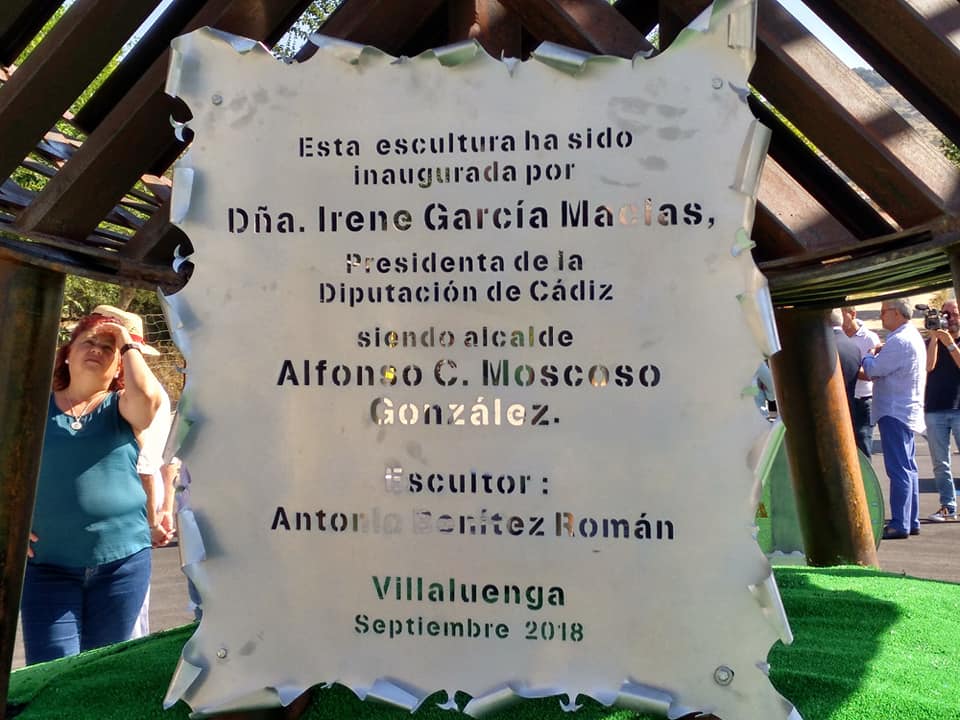 Esta escultura ha sido
inaugurada por
Dña. Irene García Macías,
Presidenta de la
Diputación de Cádiz
siendo alcalde
Alfonso C. Moscoso
González.
Escultor :
Antonio Benítez Román
Villaluenga
Septiembre 2018